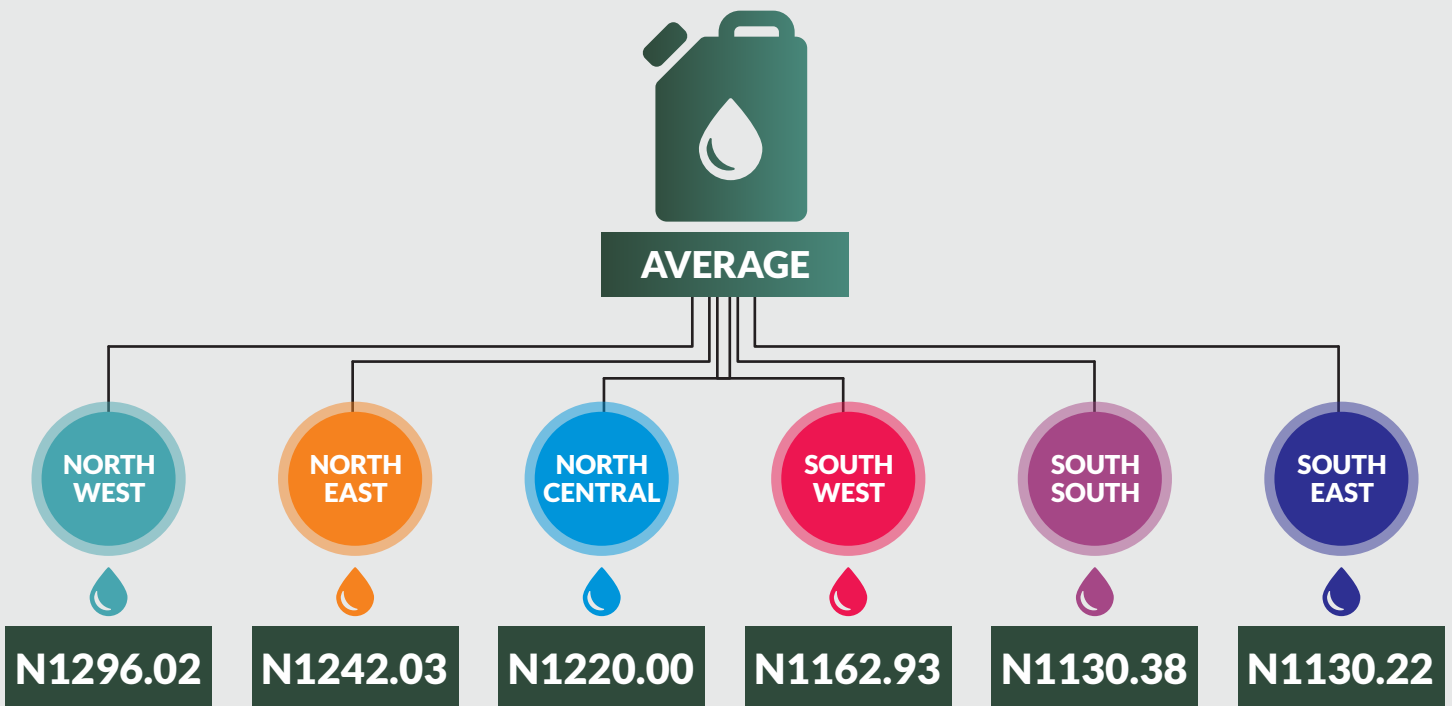 AVERAGE
NORTH
WEST
NORTH
EAST
NORTH
CENTRAL
SOUTH
WEST
SOUTH
SOUTH
SOUTH
EAST
N1296.02
N1242.03
N1220.00
N1162.93
N1130.38
N1130.22